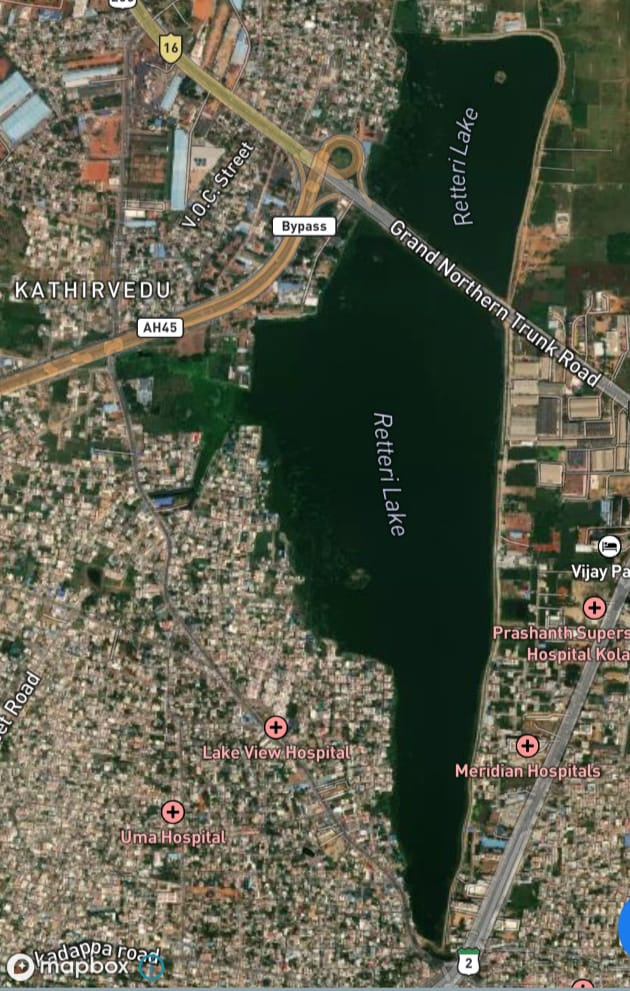 16
Retteri Lake
V.O.C. Street
Bypass
Grand Northern Trunk Road
KATHIRVEDU
AH45
Retteri Lake
Vijay Pa
Prashanth Supers
Hospital Kola
et Road
Lake View Hospital
Meridian Hospitals
Uma Hospital
kadappa road
mapbox
2